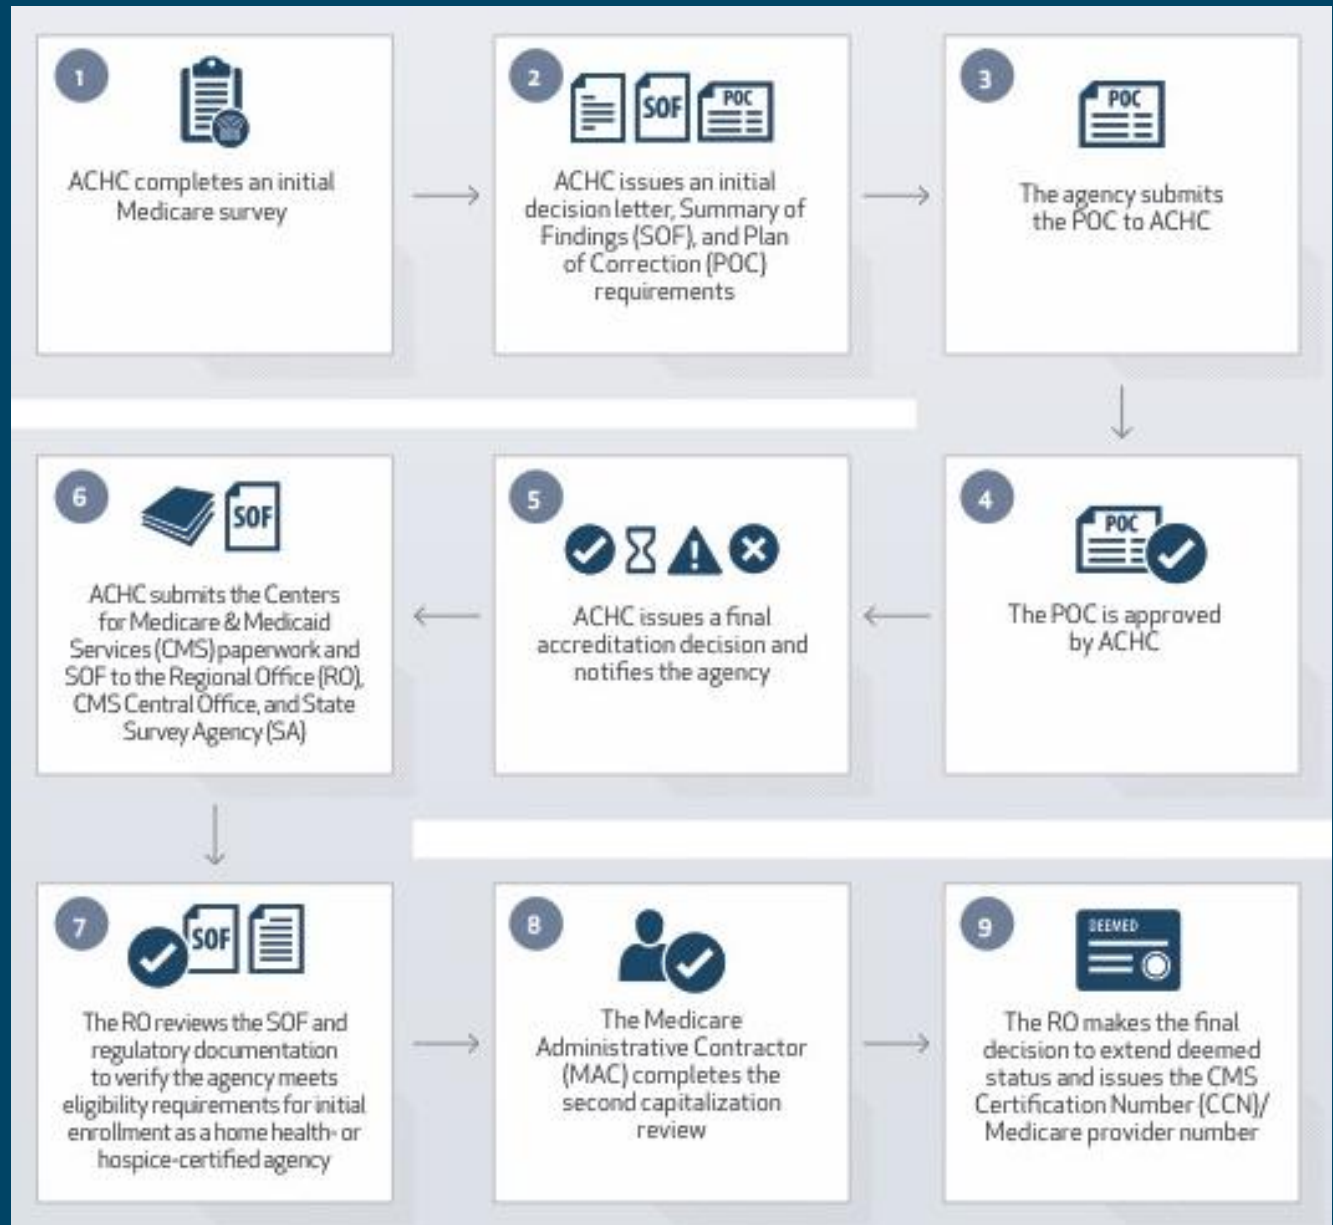 1
ACHC completes an initial
Medicare survey
2
SOF
POC
ACHC issues an initial
decision letter, Summary of
Findings (SOF), and Plan
of Correction (POC)
requirements
3
POC
The agency submits
the POC to ACHC
4
POC
The POC is approved
by ACHC
5
ACHC issues a final
accreditation decision and
notifies the agency
6
SOF
ACHC submits the Centers
for Medicare & Medicaid
Services (CMS) paperwork and
SOF to the Regional Office (RO),
CMS Central Office, and State
Survey Agency (SA)
7
SOF
The RO reviews the SOF and
regulatory documentation
to verify the agency meets
eligibility requirements for initial
enrollment as a home health- or
hospice-certified agency
8
The Medicare
Administrative Contractor
(MAC) completes the
second capitalization
review
9
DEEMED
The RO makes the final
decision to extend deemed
status and issues the CMS
Certification Number (CCN)/
Medicare provider number